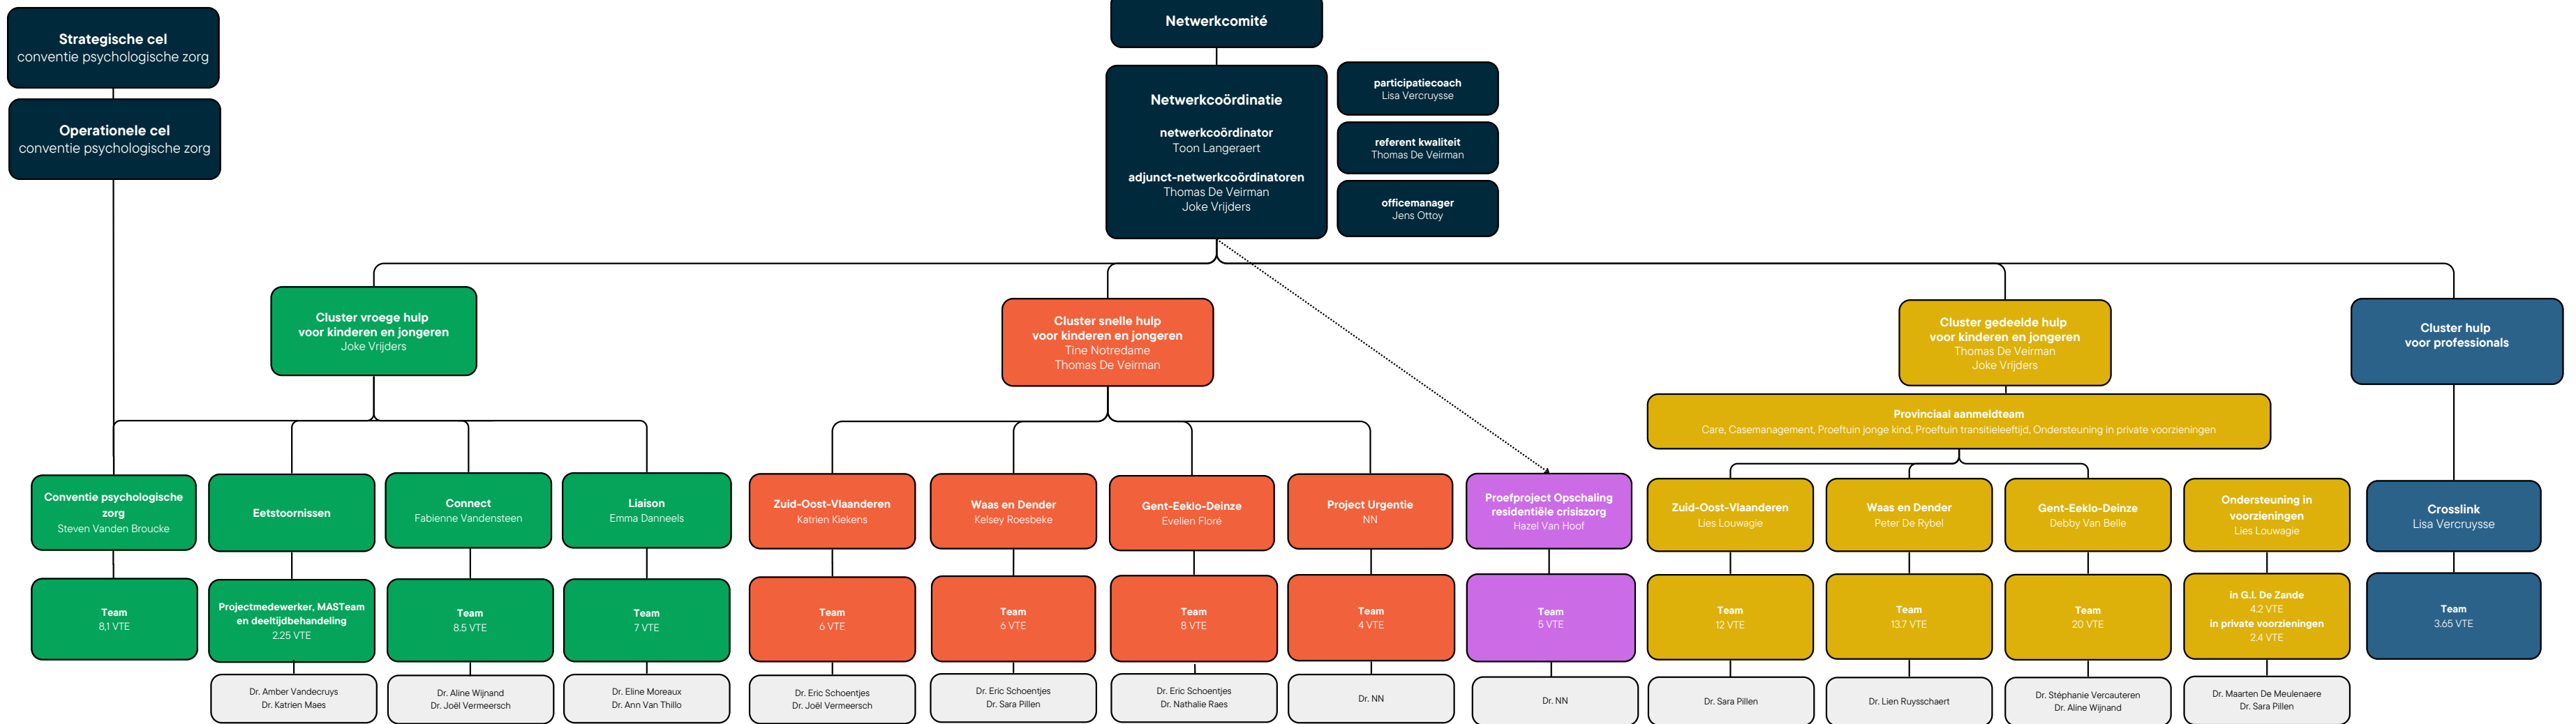 Strategische cel
conventie psychologische zorg
Operationele cel
conventie psychologische zorg
Netwerkcomité
Netwerkcoördinatie
netwerkcoördinator
Toon Langeraert
adjunct-netwerkcoördinatoren
Thomas De Veirman
Joke Vrijders
participatiecoach
Lisa Vercruysse
referent kwaliteit
Thomas De Veirman
officemanager
Jens Ottoy
Cluster vroege hulp
voor kinderen en jongeren
Joke Vrijders
Cluster snelle hulp
voor kinderen en jongeren
Tine Notredame
Thomas De Veirman
Cluster gedeelde hulp
voor kinderen en jongeren
Thomas De Veirman
Joke Vrijders
Cluster hulp
voor professionals
Provinciaal aanmeldteam
Care, Casemanagement, Proeftuin jonge kind, Proeftuin transitieleeftijd, Ondersteuning in private voorzieningen
Conventie psychologische
zorg
Steven Vanden Broucke
Eetstoornissen
Connect
Fabienne Vandensteen
Liaison
Emma Danneels
Zuid-Oost-Vlaanderen
Katrien Kiekens
Waas en Dender
Kelsey Roesbeke
Gent-Eeklo-Deinze
Evelien Floré
Project Urgentie
NN
Proefproject Opschaling
residentiële crisiszorg
Hazel Van Hoof
Zuid-Oost-Vlaanderen
Lies Louwagie
Waas en Dender
Peter De Rybel
Gent-Eeklo-Deinze
Debby Van Belle
Ondersteuning in
voorzieningen
Lies Louwagie
Crosslink
Lisa Vercruysse
Team
8,1 VTE
Projectmedewerker, MASTeam
en deeltijdbehandeling
2.25 VTE
Team
8.5 VTE
Team
7 VTE
Team
6 VTE
Team
6 VTE
Team
8 VTE
Team
4 VTE
Team
5 VTE
Team
12 VTE
Team
13.7 VTE
Team
20 VTE
in G.I. De Zande
4.2 VTE
in private voorzieningen
2.4 VTE
Team
3.65 VTE
Dr. Amber Vandecruys
Dr. Katrien Maes
Dr. Aline Wijnand
Dr. Joël Vermeersch
Dr. Eline Moreaux
Dr. Ann Van Thillo
Dr. Eric Schoentjes
Dr. Joël Vermeersch
Dr. Eric Schoentjes
Dr. Sara Pillen
Dr. Eric Schoentjes
Dr. Nathalie Raes
Dr. NN
Dr. NN
Dr. Sara Pillen
Dr. Lien Ruysschaert
Dr. Stéphanie Vercauteren
Dr. Aline Wijnand
Dr. Maarten De Meulenaere
Dr. Sara Pillen